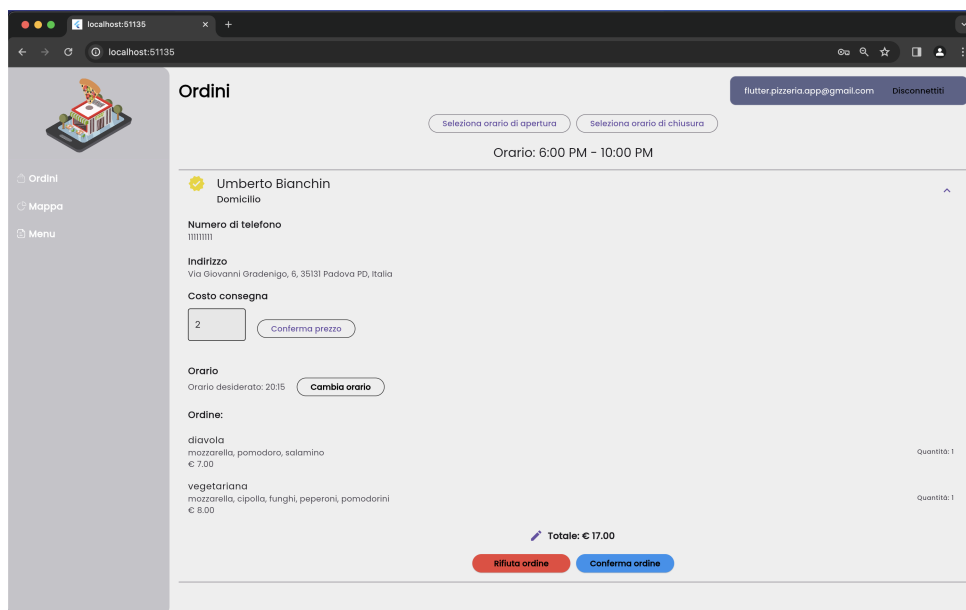 localhost:51135
localhost:51135
Ordini
flutter.pizzeria.app@gmail.com Disconnettiti
Seleziona orario di apertura Seleziona orario di chiusura
Orario: 6:00 PM - 10:00 PM
Ordini
Mappa
Menu
Umberto Bianchin
Domicilio
Numero di telefono
111111111
Indirizzo
Via Giovanni Gradenigo, 6, 35131 Padova PD, Italia
Costo consegna
2 Conferma prezzo
Orario
Orario desiderato: 20:15 Cambia orario
Ordine:
diavola
mozzarella, pomodoro, salamino
€ 7.00
Quantità: 1
vegetariana
mozzarella, cipolla, funghi, peperoni, pomodorini
€ 8.00
Quantità: 1
Totale: € 17.00
Rifiuta ordine Conferma ordine